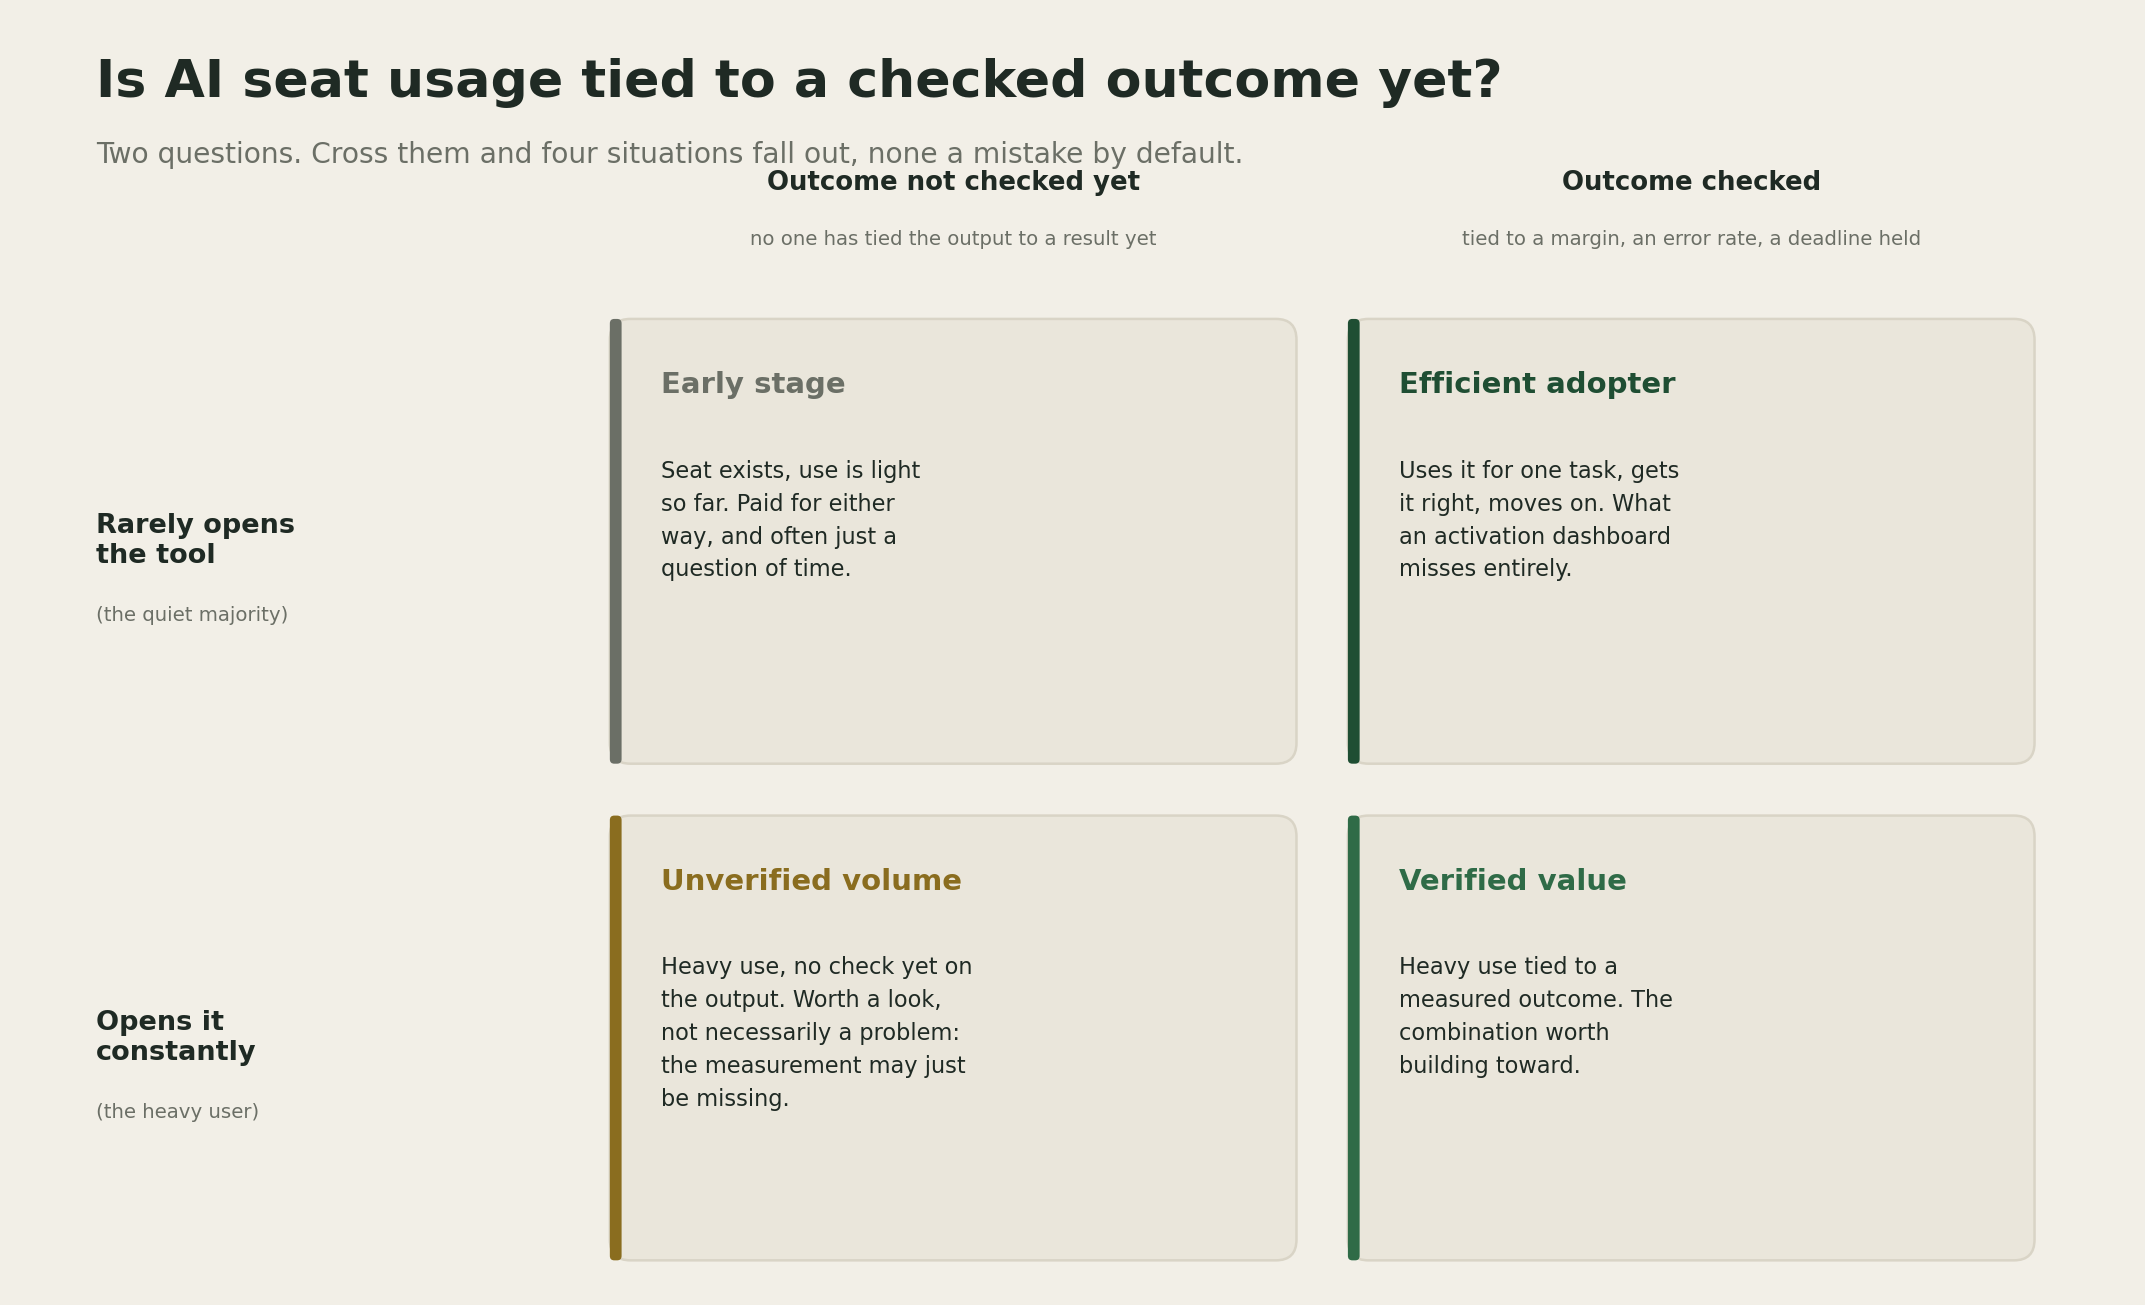 Is AI seat usage tied to a checked outcome yet?
Two questions. Cross them and four situations fall out, none a mistake by default.
Outcome not checked yet
no one has tied the output to a result yet
Outcome checked
tied to a margin, an error rate, a deadline held
Rarely opens
the tool
(the quiet majority)
Early stage
Seat exists, use is light
so far. Paid for either
way, and often just a
question of time.
Efficient adopter
Uses it for one task, gets
it right, moves on. What
an activation dashboard
misses entirely.
Opens it
constantly
(the heavy user)
Unverified volume
Heavy use, no check yet on
the output. Worth a look,
not necessarily a problem:
the measurement may just
be missing.
Verified value
Heavy use tied to a
measured outcome. The
combination worth
building toward.